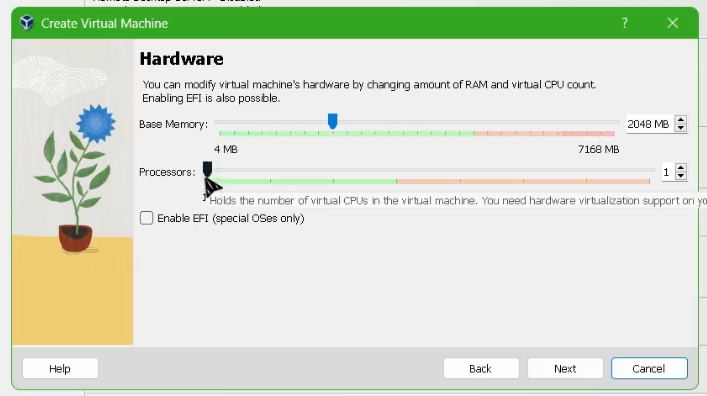 Create Virtual Machine
?
Hardware
You can modify virtual machine's hardware by changing amount of RAM and virtual CPU count.
Enabling EFI is also possible.
Base Memory:
2048 MB
4 MB
7168 MB
Processors:
1
Holds the number of virtual CPUs in the virtual machine. You need hardware virtualization support on yo
Enable EFI (special OSes only)
Help
Back
Next
Cancel